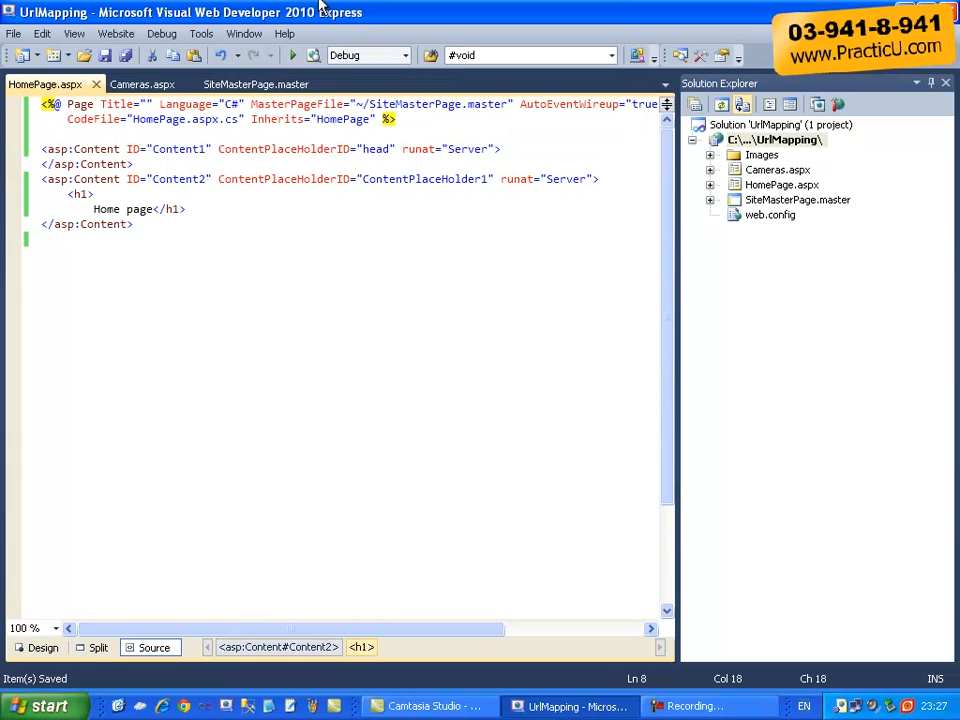 UrlMapping - Microsoft Visual Web Developer 2010 Express
03-941-8-941
www.PracticU.com
File Edit View Website Debug Tools Window Help
Debug
#void
HomePage.aspx Cameras.aspx SiteMasterPage.master
Solution Explorer
<%@ Page Title="" Language="C#" MasterPageFile="~/SiteMasterPage.master" AutoEventWireup="true
CodeFile="HomePage.aspx.cs" Inherits="HomePage" %>
<asp:Content ID="Content1" ContentPlaceHolderID="head" runat="Server">
</asp:Content>
<asp:Content ID="Content2" ContentPlaceHolderID="ContentPlaceHolder1" runat="Server">
<h1>
Home page</h1>
</asp:Content>
Solution 'UrlMapping' (1 project)
C:\...\UrlMapping\
Images
Cameras.aspx
HomePage.aspx
SiteMasterPage.master
web.config
100 %
Design Split Source <asp:Content#Content2> <h1>
Item(s) Saved Ln 8 Col 18 Ch 18 INS
start Camtasia Studio - ... UrlMapping - Micros... Recording... EN 23:27